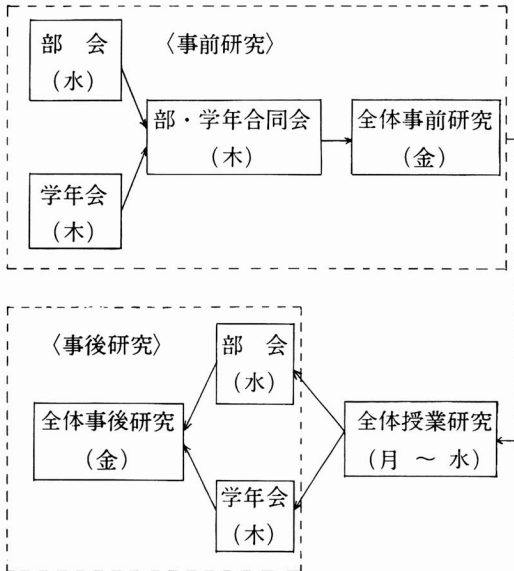 部　会
(水)
〈事前研究〉
部・学年合同会
(木)
全体事前研究
(金)
学年会
(木)
〈事後研究〉
部　会
(水)
全体事後研究
(金)
全体授業研究
(月 ～ 水)
学年会
(木)